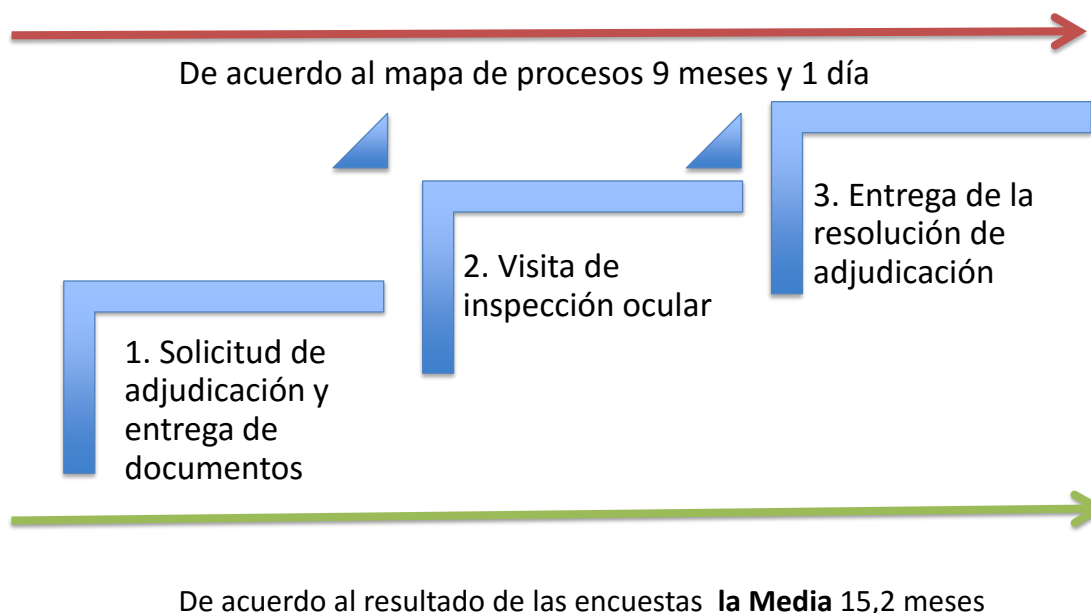 De acuerdo al mapa de procesos 9 meses y 1 día
1. Solicitud de
adjudicación y
entrega de
documentos
2. Visita de
inspección ocular
3. Entrega de la
resolución de
adjudicación
De acuerdo al resultado de las encuestas la Media 15,2 meses